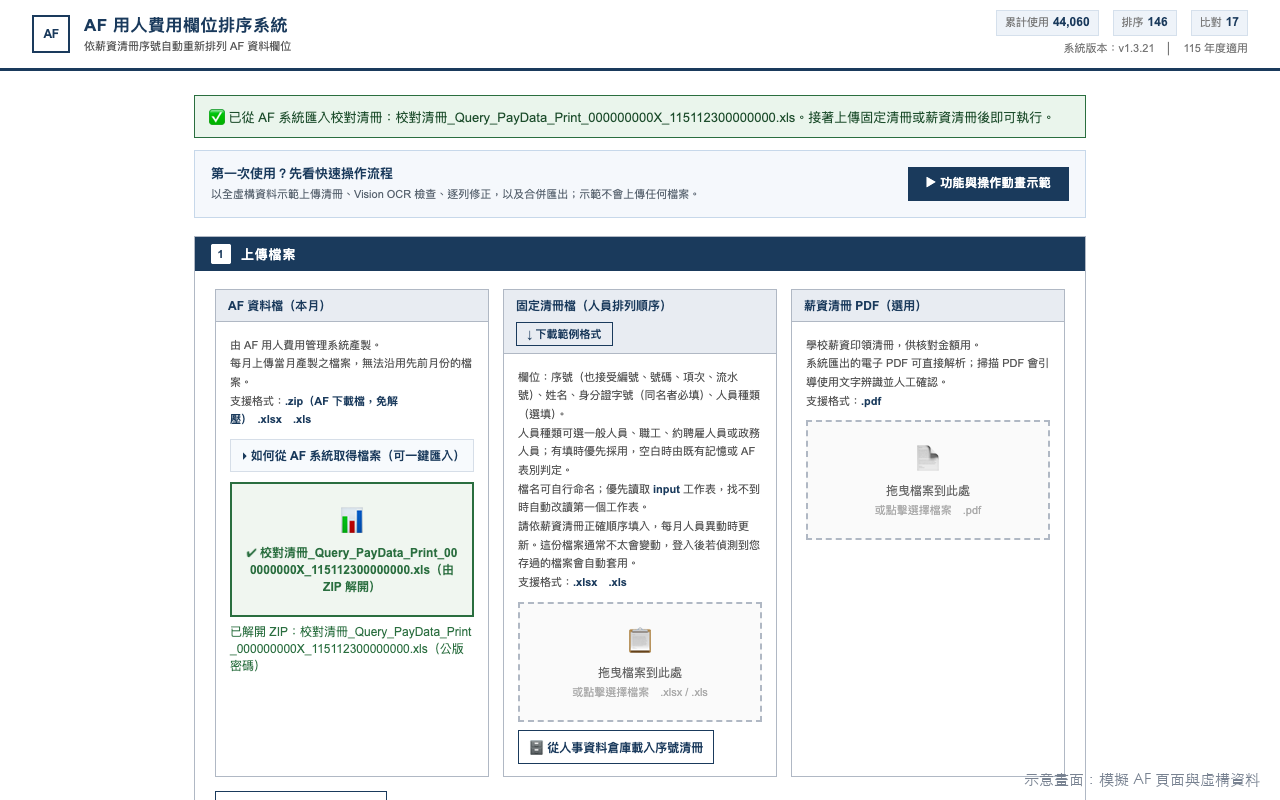 AF
AF 用人費用欄位排序系統
依薪資清冊序號自動重新排列 AF 資料欄位
累計使用 44,060
排序 146
比對 17
系統版本:v1.3.21 │ 115 年度適用
✅ 已從 AF 系統匯入校對清冊:校對清冊_Query_PayData_Print_000000000X_115112300000000.xls。接著上傳固定清冊或薪資清冊後即可執行。
第一次使用?先看快速操作流程
以全虛構資料示範上傳清冊、Vision OCR 檢查、逐列修正,以及合併匯出;示範不會上傳任何檔案。
▶ 功能與操作動畫示範
1 上傳檔案
AF 資料檔(本月)
由 AF 用人費用管理系統產製。
每月上傳當月產製之檔案,無法沿用先前月份的檔
案。
支援格式:.zip(AF 下載檔,免解
壓) .xlsx .xls
如何從 AF 系統取得檔案(可一鍵匯入)
✔ 校對清冊_Query_PayData_Print_00
0000000X_115112300000000.xls(由
ZIP 解開)
已解開 ZIP:校對清冊_Query_PayData_Print
_000000000X_115112300000000.xls(公版
密碼)
固定清冊檔(人員排列順序)
↓ 下載範例格式
欄位:序號(也接受編號、號碼、項次、流水
號)、姓名、身分證字號(同名者必填)、人員種類
(選填)。
人員種類可選一般人員、職工、約聘雇人員或政務
人員;有填時優先採用,空白時由既有記憶或 AF
表別判定。
檔名可自行命名;優先讀取 input 工作表,找不到
時自動改讀第一個工作表。
請依薪資清冊正確順序填入,每月人員異動時更
新。這份檔案通常不太會變動,登入後若偵測到您
存過的檔案會自動套用。
支援格式:.xlsx .xls
拖曳檔案到此處
或點擊選擇檔案 .xlsx / .xls
從人事資料倉庫載入序號清冊
薪資清冊 PDF(選用)
學校薪資印領清冊,供核對金額用。
系統匯出的電子 PDF 可直接解析;掃描 PDF 會引
導使用文字辨識並人工確認。
支援格式:.pdf
拖曳檔案到此處
或點擊選擇檔案 .pdf
示意畫面:模擬 AF 頁面與虛構資料